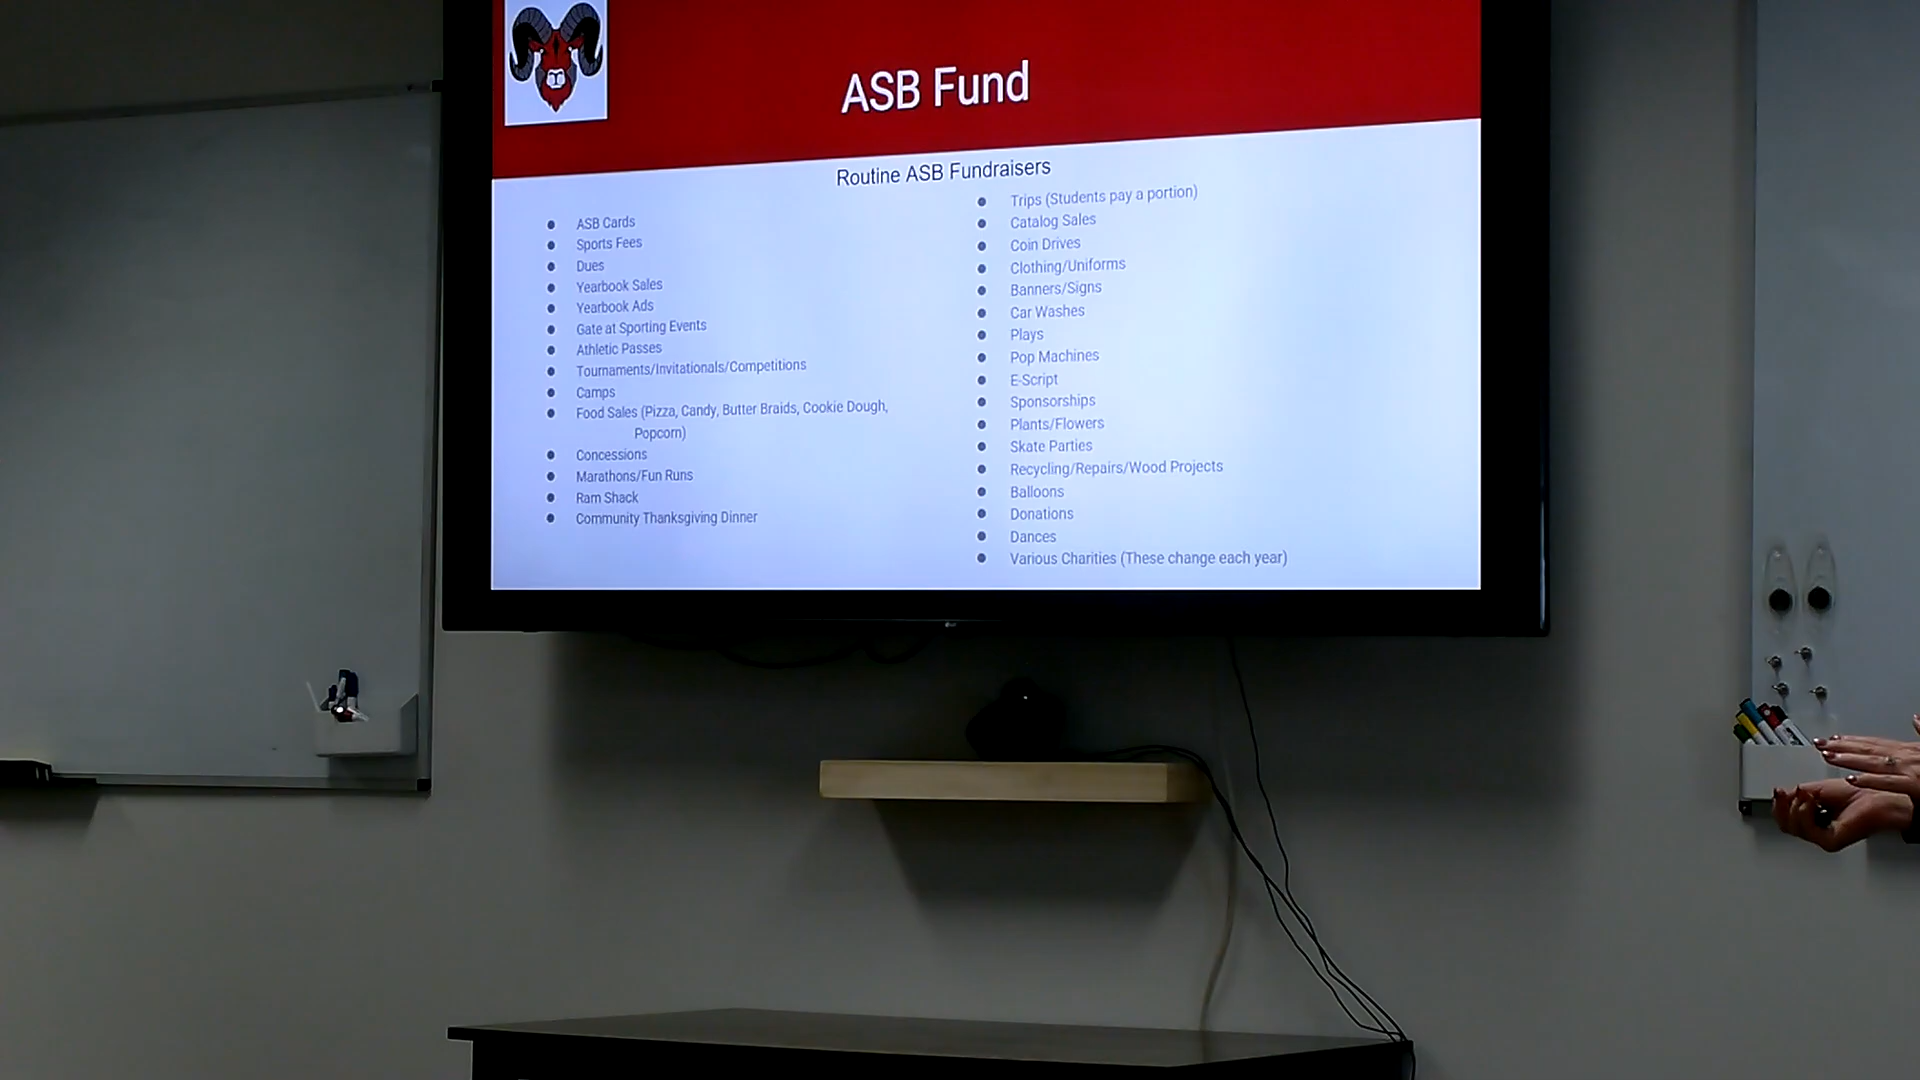 ASB Fund
Routine ASB Fundraisers
ASB Cards
Sports Fees
Dues
Yearbook Sales
Yearbook Ads
Gate at Sporting Events
Athletic Passes
Tournaments/Invitationals/Competitions
Camps
Food Sales (Pizza, Candy, Butter Braids, Cookie Dough,
Popcorn)
Concessions
Marathons/Fun Runs
Ram Shack
Community Thanksgiving Dinner
Trips (Students pay a portion)
Catalog Sales
Coin Drives
Clothing/Uniforms
Banners/Signs
Car Washes
Plays
Pop Machines
E-Script
Sponsorships
Plants/Flowers
Skate Parties
Recycling/Repairs/Wood Projects
Balloons
Donations
Dances
Various Charities (These change each year)